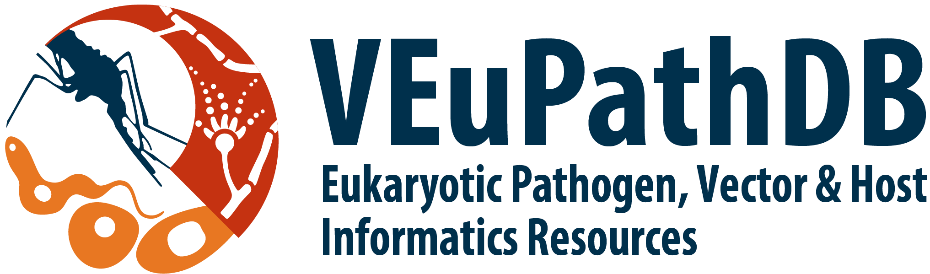 VEuPathDB
Eukaryotic Pathogen, Vector & Host
Informatics Resources